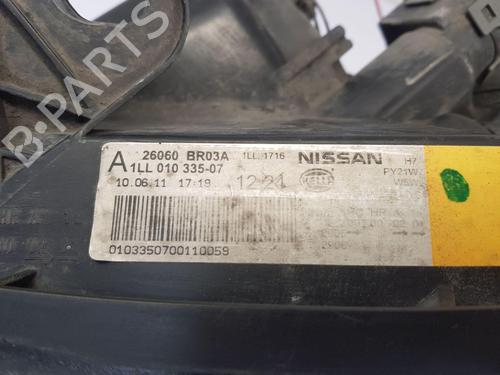 B-PARTS
26060 BR03A
1LL. 1716
NISSAN
H7
A
1LL 010 335-07
PY21W
W5W
10.06.11 17:19
12:21
HELLA
0103350700110059